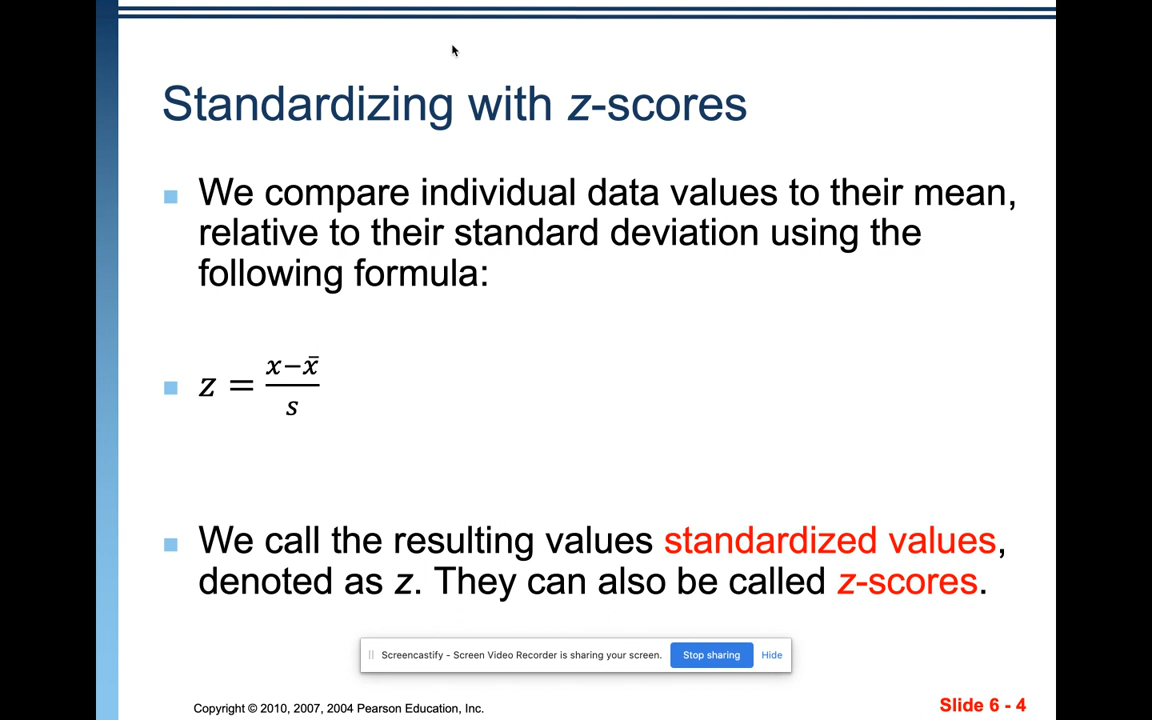 Standardizing with z-scores
We compare individual data values to their mean,
relative to their standard deviation using the
following formula:
z = \frac{x-\bar{x}}{s}
We call the resulting values standardized values,
denoted as z. They can also be called z-scores.
Screencastify - Screen Video Recorder is sharing your screen. Stop sharing Hide
Copyright © 2010, 2007, 2004 Pearson Education, Inc. Slide 6 - 4